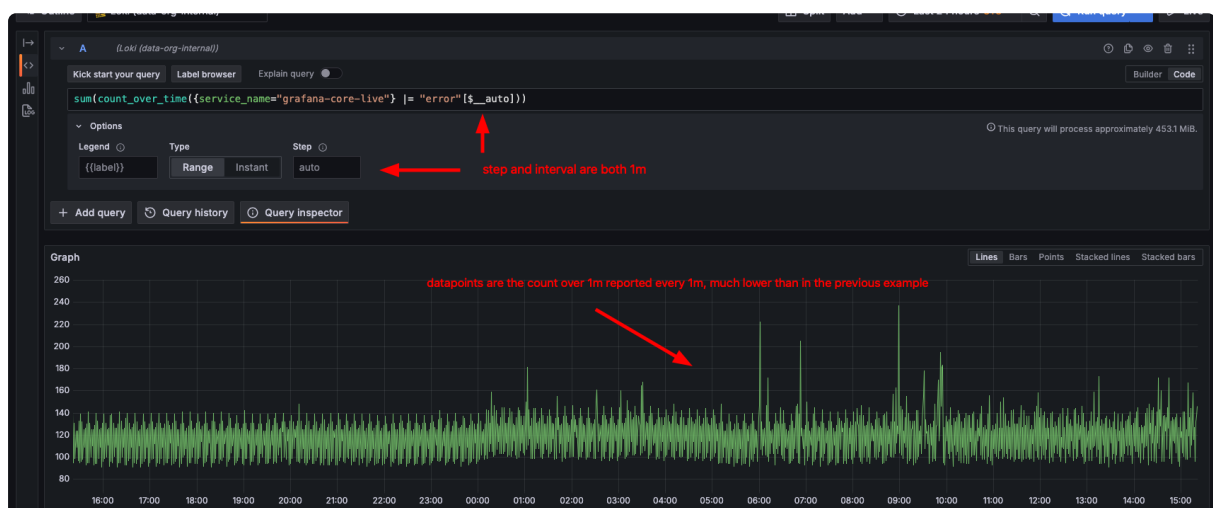 A (Loki (data-org-internal))
Kick start your query Label browser Explain query Builder Code
sum(count_over_time({service_name="grafana-core-live"} |= "error"[$__auto]))
Options This query will process approximately 453.1 MiB.
Legend Type Step
{{label}} Range Instant auto
step and interval are both 1m
+ Add query Query history Query inspector
Graph Lines Bars Points Stacked lines Stacked bars
datapoints are the count over 1m reported every 1m, much lower than in the previous example
260
240
220
200
180
160
140
120
100
80
16:00 17:00 18:00 19:00 20:00 21:00 22:00 23:00 00:00 01:00 02:00 03:00 04:00 05:00 06:00 07:00 08:00 09:00 10:00 11:00 12:00 13:00 14:00 15:00